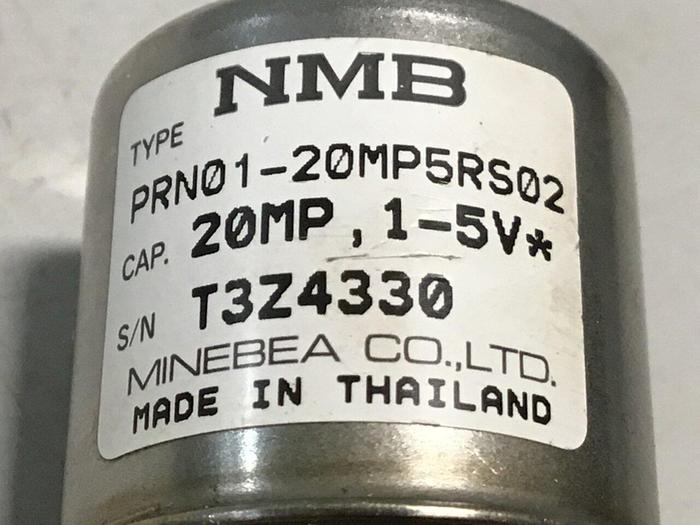 NMB
TYPE PRN01-20MP5RS02
CAP. 20MP, 1-5V*
S/N T3Z4330
MINEBEA CO.,LTD.
MADE IN THAILAND